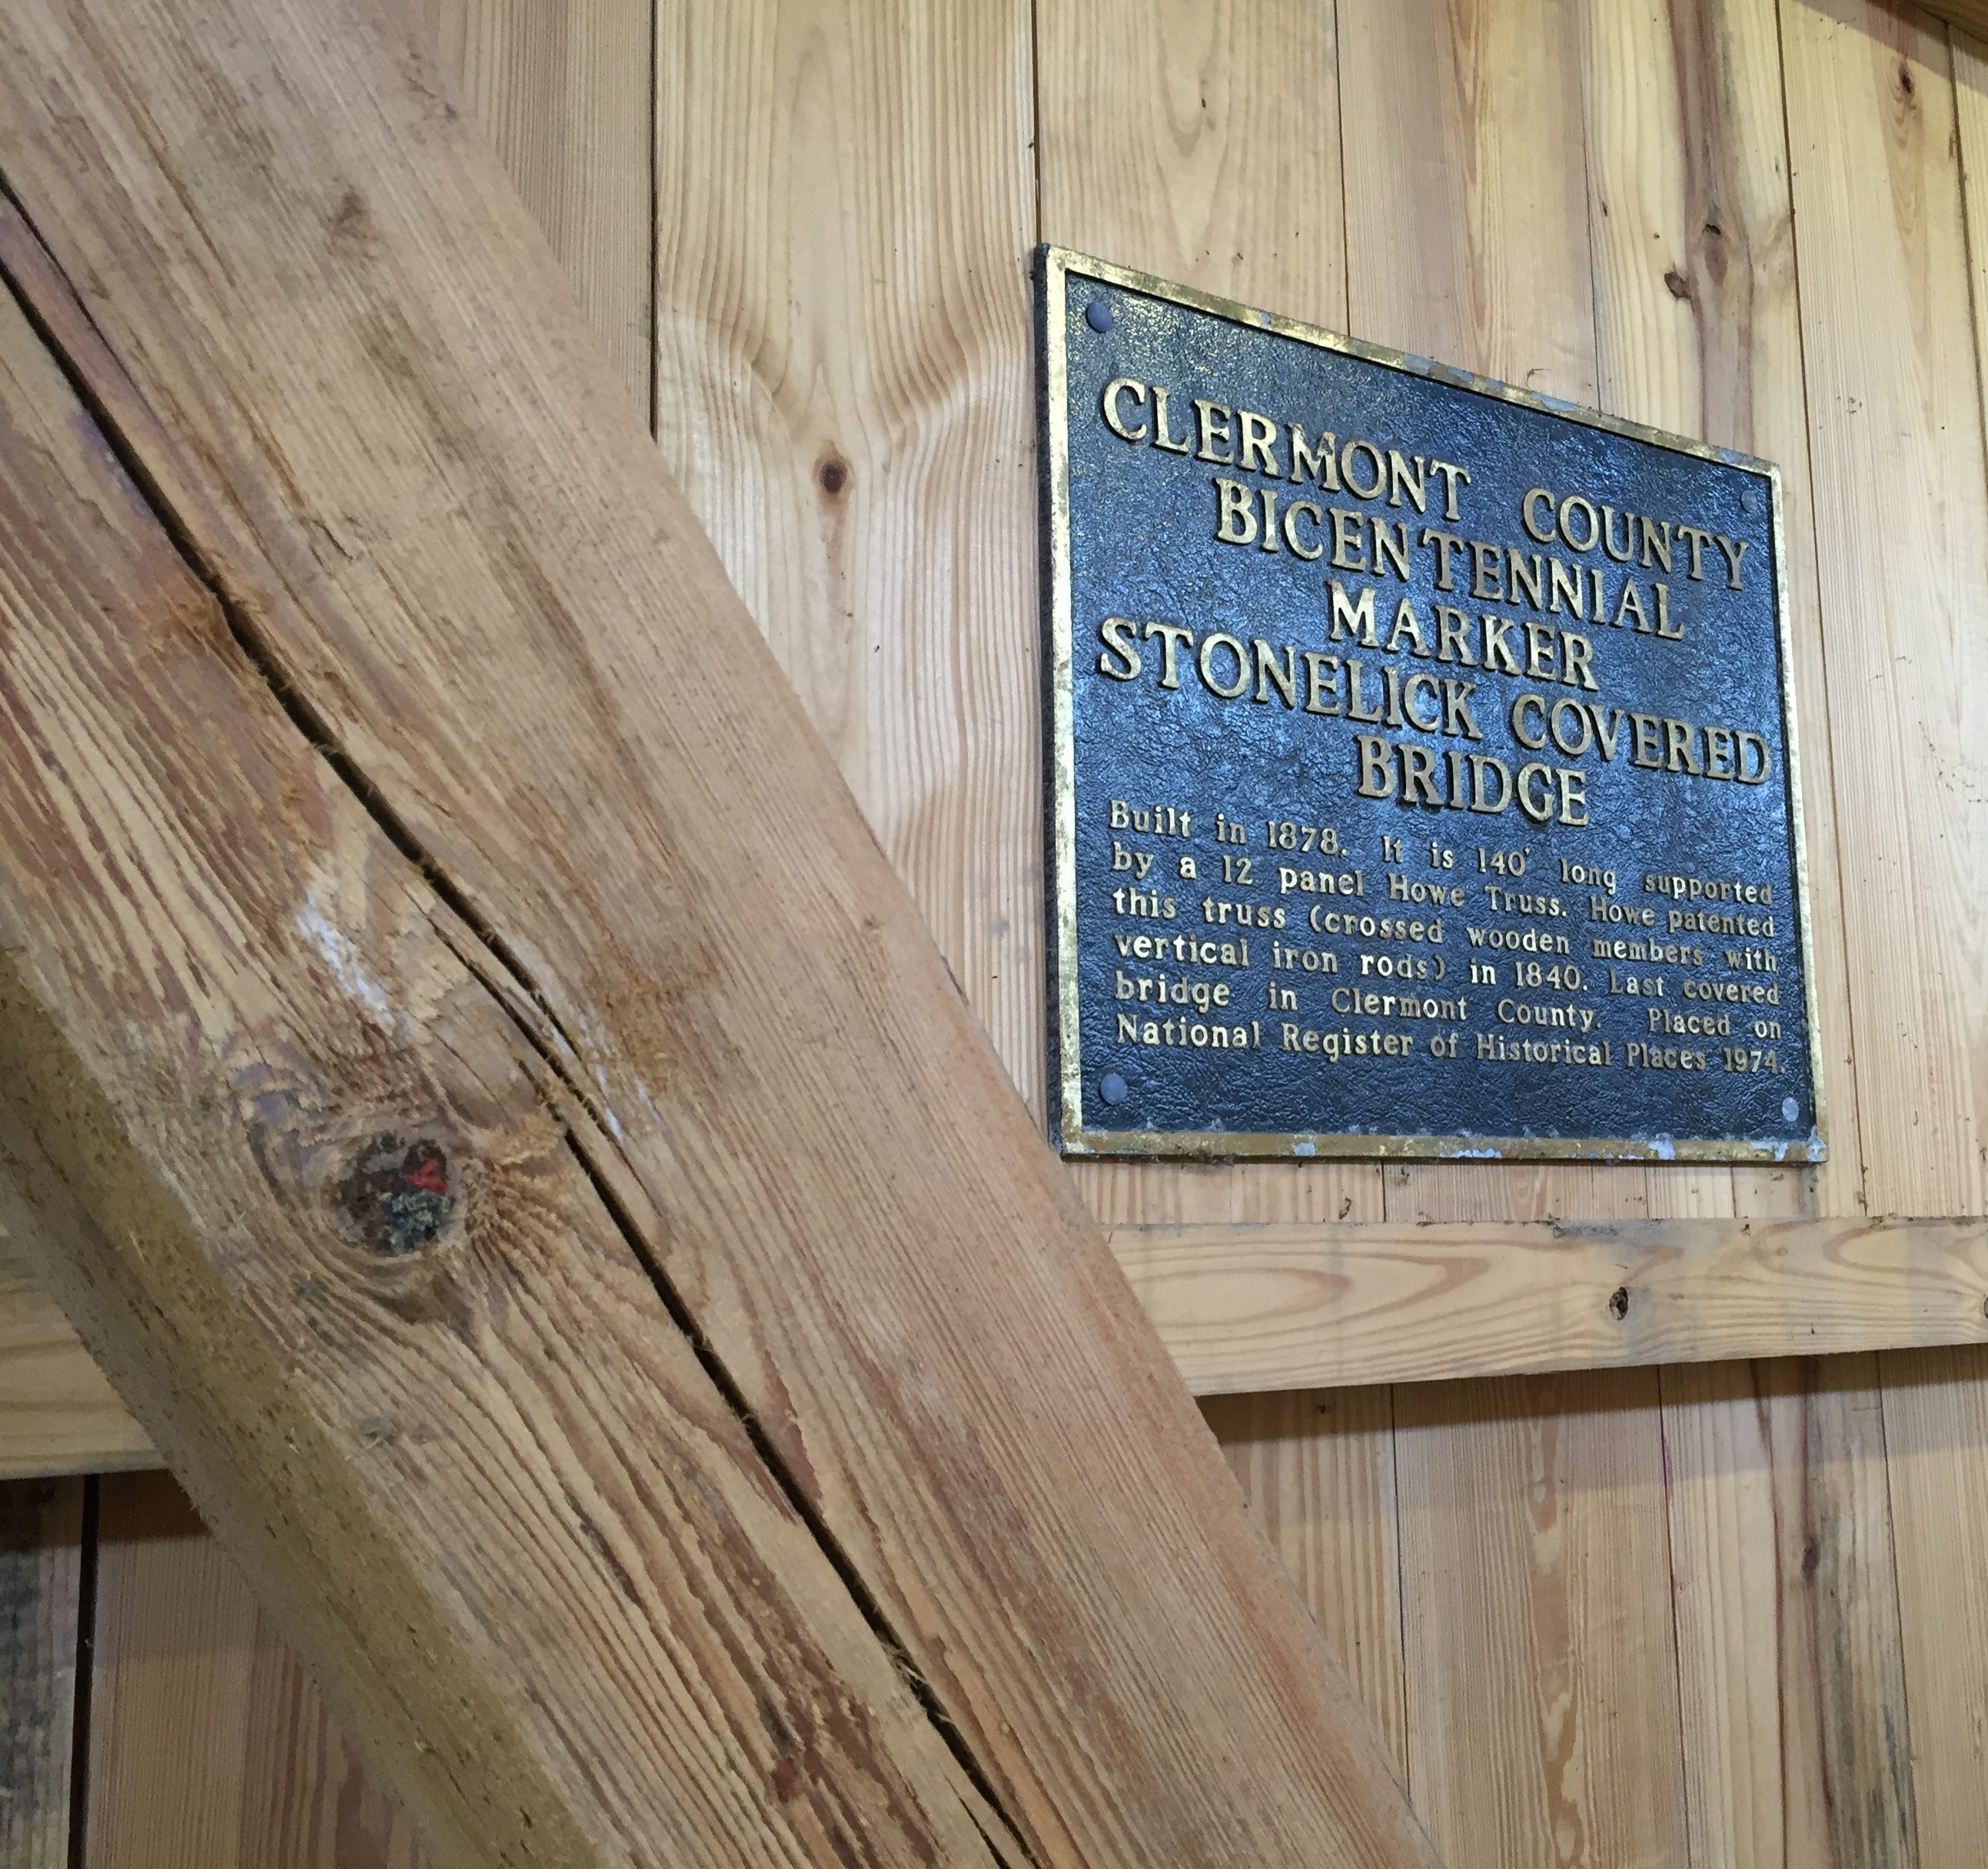 CLERMONT COUNTY
BICENTENNIAL
MARKER
STONELICK COVERED
BRIDGE
Built in 1878. It is 140' long supported
by a 12 panel Howe Truss. Howe patented
this truss (crossed wooden members with
vertical iron rods) in 1840. Last covered
bridge in Clermont County. Placed on
National Register of Historical Places 1974.